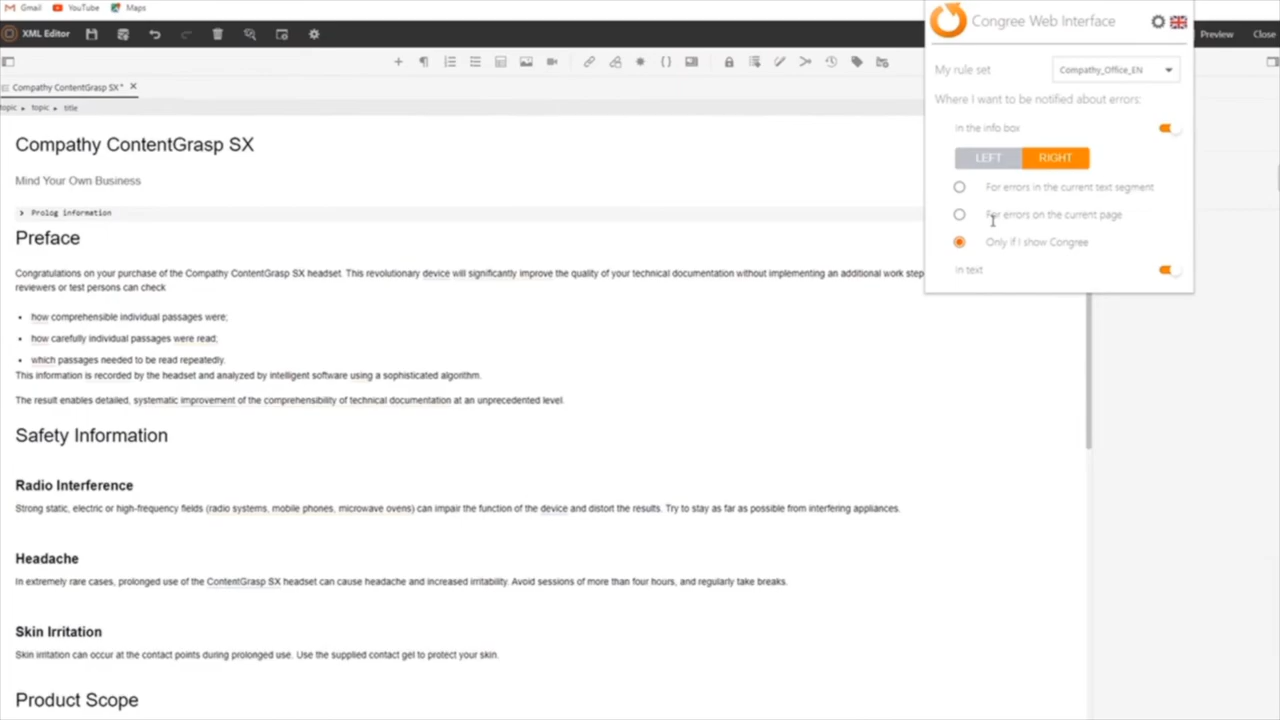 Gmail YouTube Maps
XML Editor Preview Close
Compathy ContentGrasp SX* ×
topic ▸ topic ▸ title
Compathy ContentGrasp SX
Mind Your Own Business
Prolog information
Preface
Congratulations on your purchase of the Compathy ContentGrasp SX headset. This revolutionary device will significantly improve the quality of your technical documentation without implementing an additional work step
reviewers or test persons can check
• how comprehensible individual passages were;
• how carefully individual passages were read;
• which passages needed to be read repeatedly.
This information is recorded by the headset and analyzed by intelligent software using a sophisticated algorithm.
The result enables detailed, systematic improvement of the comprehensibility of technical documentation at an unprecedented level.
Safety Information
Radio Interference
Strong static, electric or high-frequency fields (radio systems, mobile phones, microwave ovens) can impair the function of the device and distort the results. Try to stay as far as possible from interfering appliances.
Headache
In extremely rare cases, prolonged use of the ContentGrasp SX headset can cause headache and increased irritability. Avoid sessions of more than four hours, and regularly take breaks.
Skin Irritation
Skin irritation can occur at the contact points during prolonged use. Use the supplied contact gel to protect your skin.
Product Scope
Congree Web Interface
My rule set Compathy_Office_EN
Where I want to be notified about errors:
In the info box
LEFT RIGHT
For errors in the current text segment
For errors on the current page
Only if I show Congree
In text